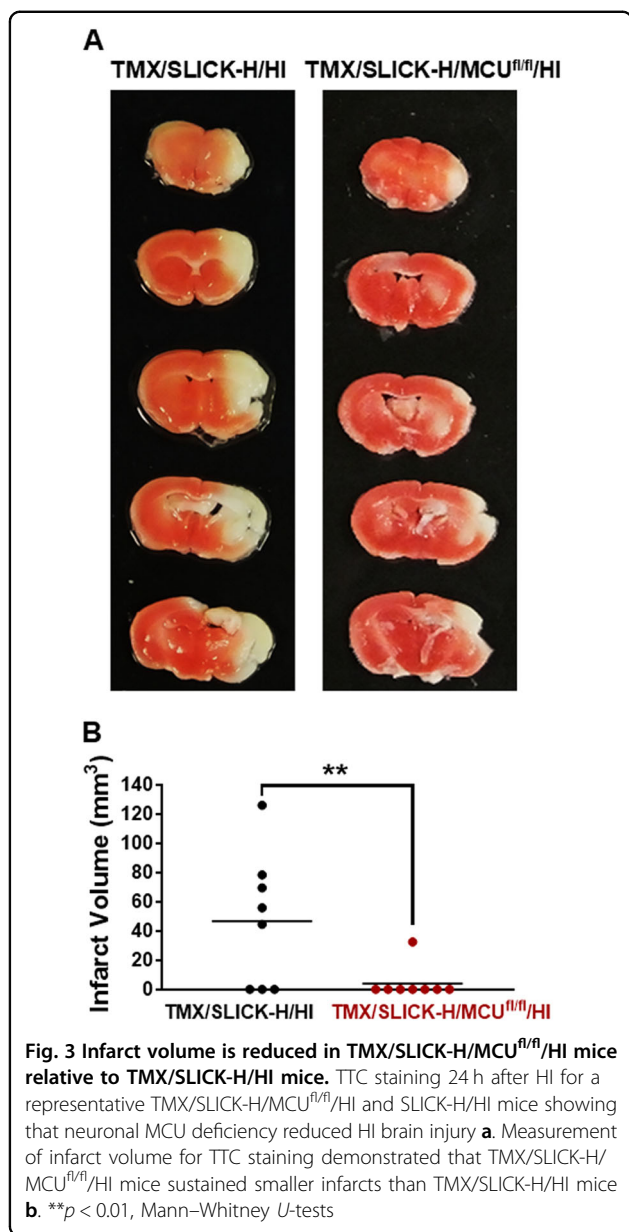 A
TMX/SLICK-H/HI TMX/SLICK-H/MCUfl/fl/HI
B
**
Infarct Volume (mm3)
140
120
100
80
60
40
20
0
TMX/SLICK-H/HI TMX/SLICK-H/MCUfl/fl/HI
Fig. 3 Infarct volume is reduced in TMX/SLICK-H/MCUfl/fl/HI mice
relative to TMX/SLICK-H/HI mice. TTC staining 24 h after HI for a
representative TMX/SLICK-H/MCUfl/fl/HI and SLICK-H/HI mice showing
that neuronal MCU deficiency reduced HI brain injury a. Measurement
of infarct volume for TTC staining demonstrated that TMX/SLICK-H/
MCUfl/fl/HI mice sustained smaller infarcts than TMX/SLICK-H/HI mice
b. **p < 0.01, Mann–Whitney U-tests